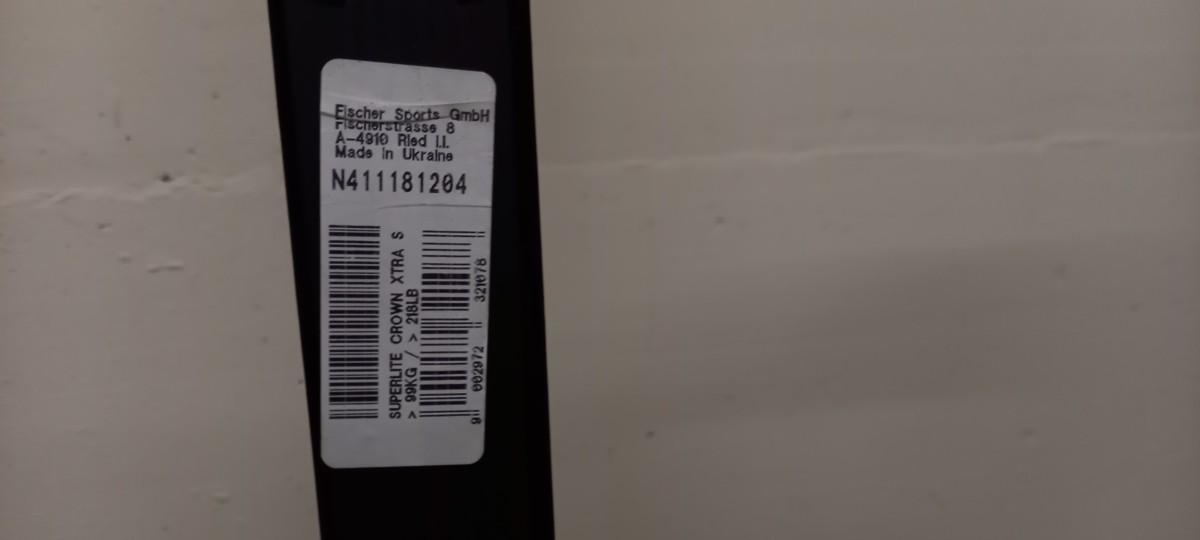 Fischer Sports GmbH
Fischerstrasse 8
A-4910 Ried I.I.
Made in Ukraine
N411181204
SUPERLITE CROWN XTRA S
> 99KG / > 218LB
9 002972 321078